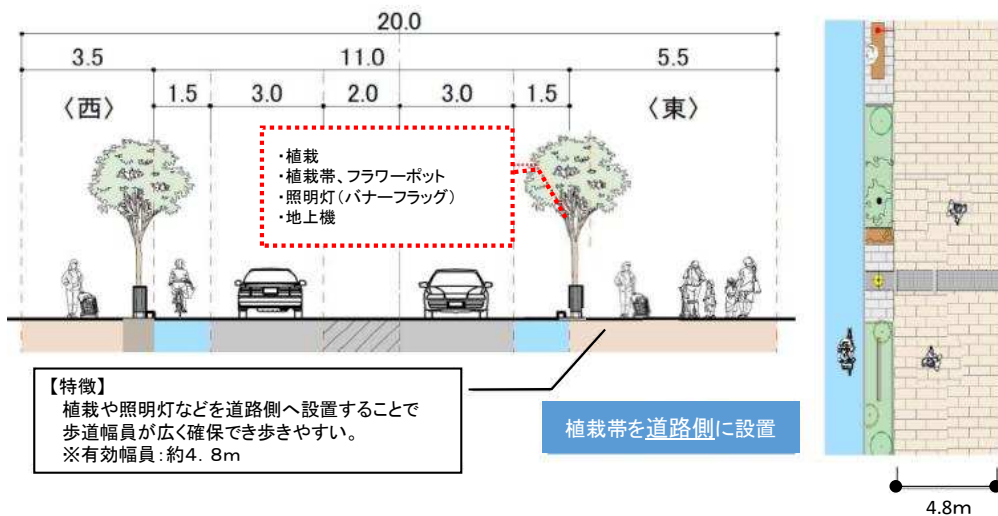 20.0
3.5
11.0
5.5
〈西〉
1.5
3.0
2.0
3.0
1.5
〈東〉
・植栽
・植栽帯、フラワーポット
・照明灯(バナーフラッグ)
・地上機
【特徴】
植栽や照明灯などを道路側へ設置することで
歩道幅員が広く確保でき歩きやすい。
※有効幅員:約4.8m
植栽帯を道路側に設置
4.8m